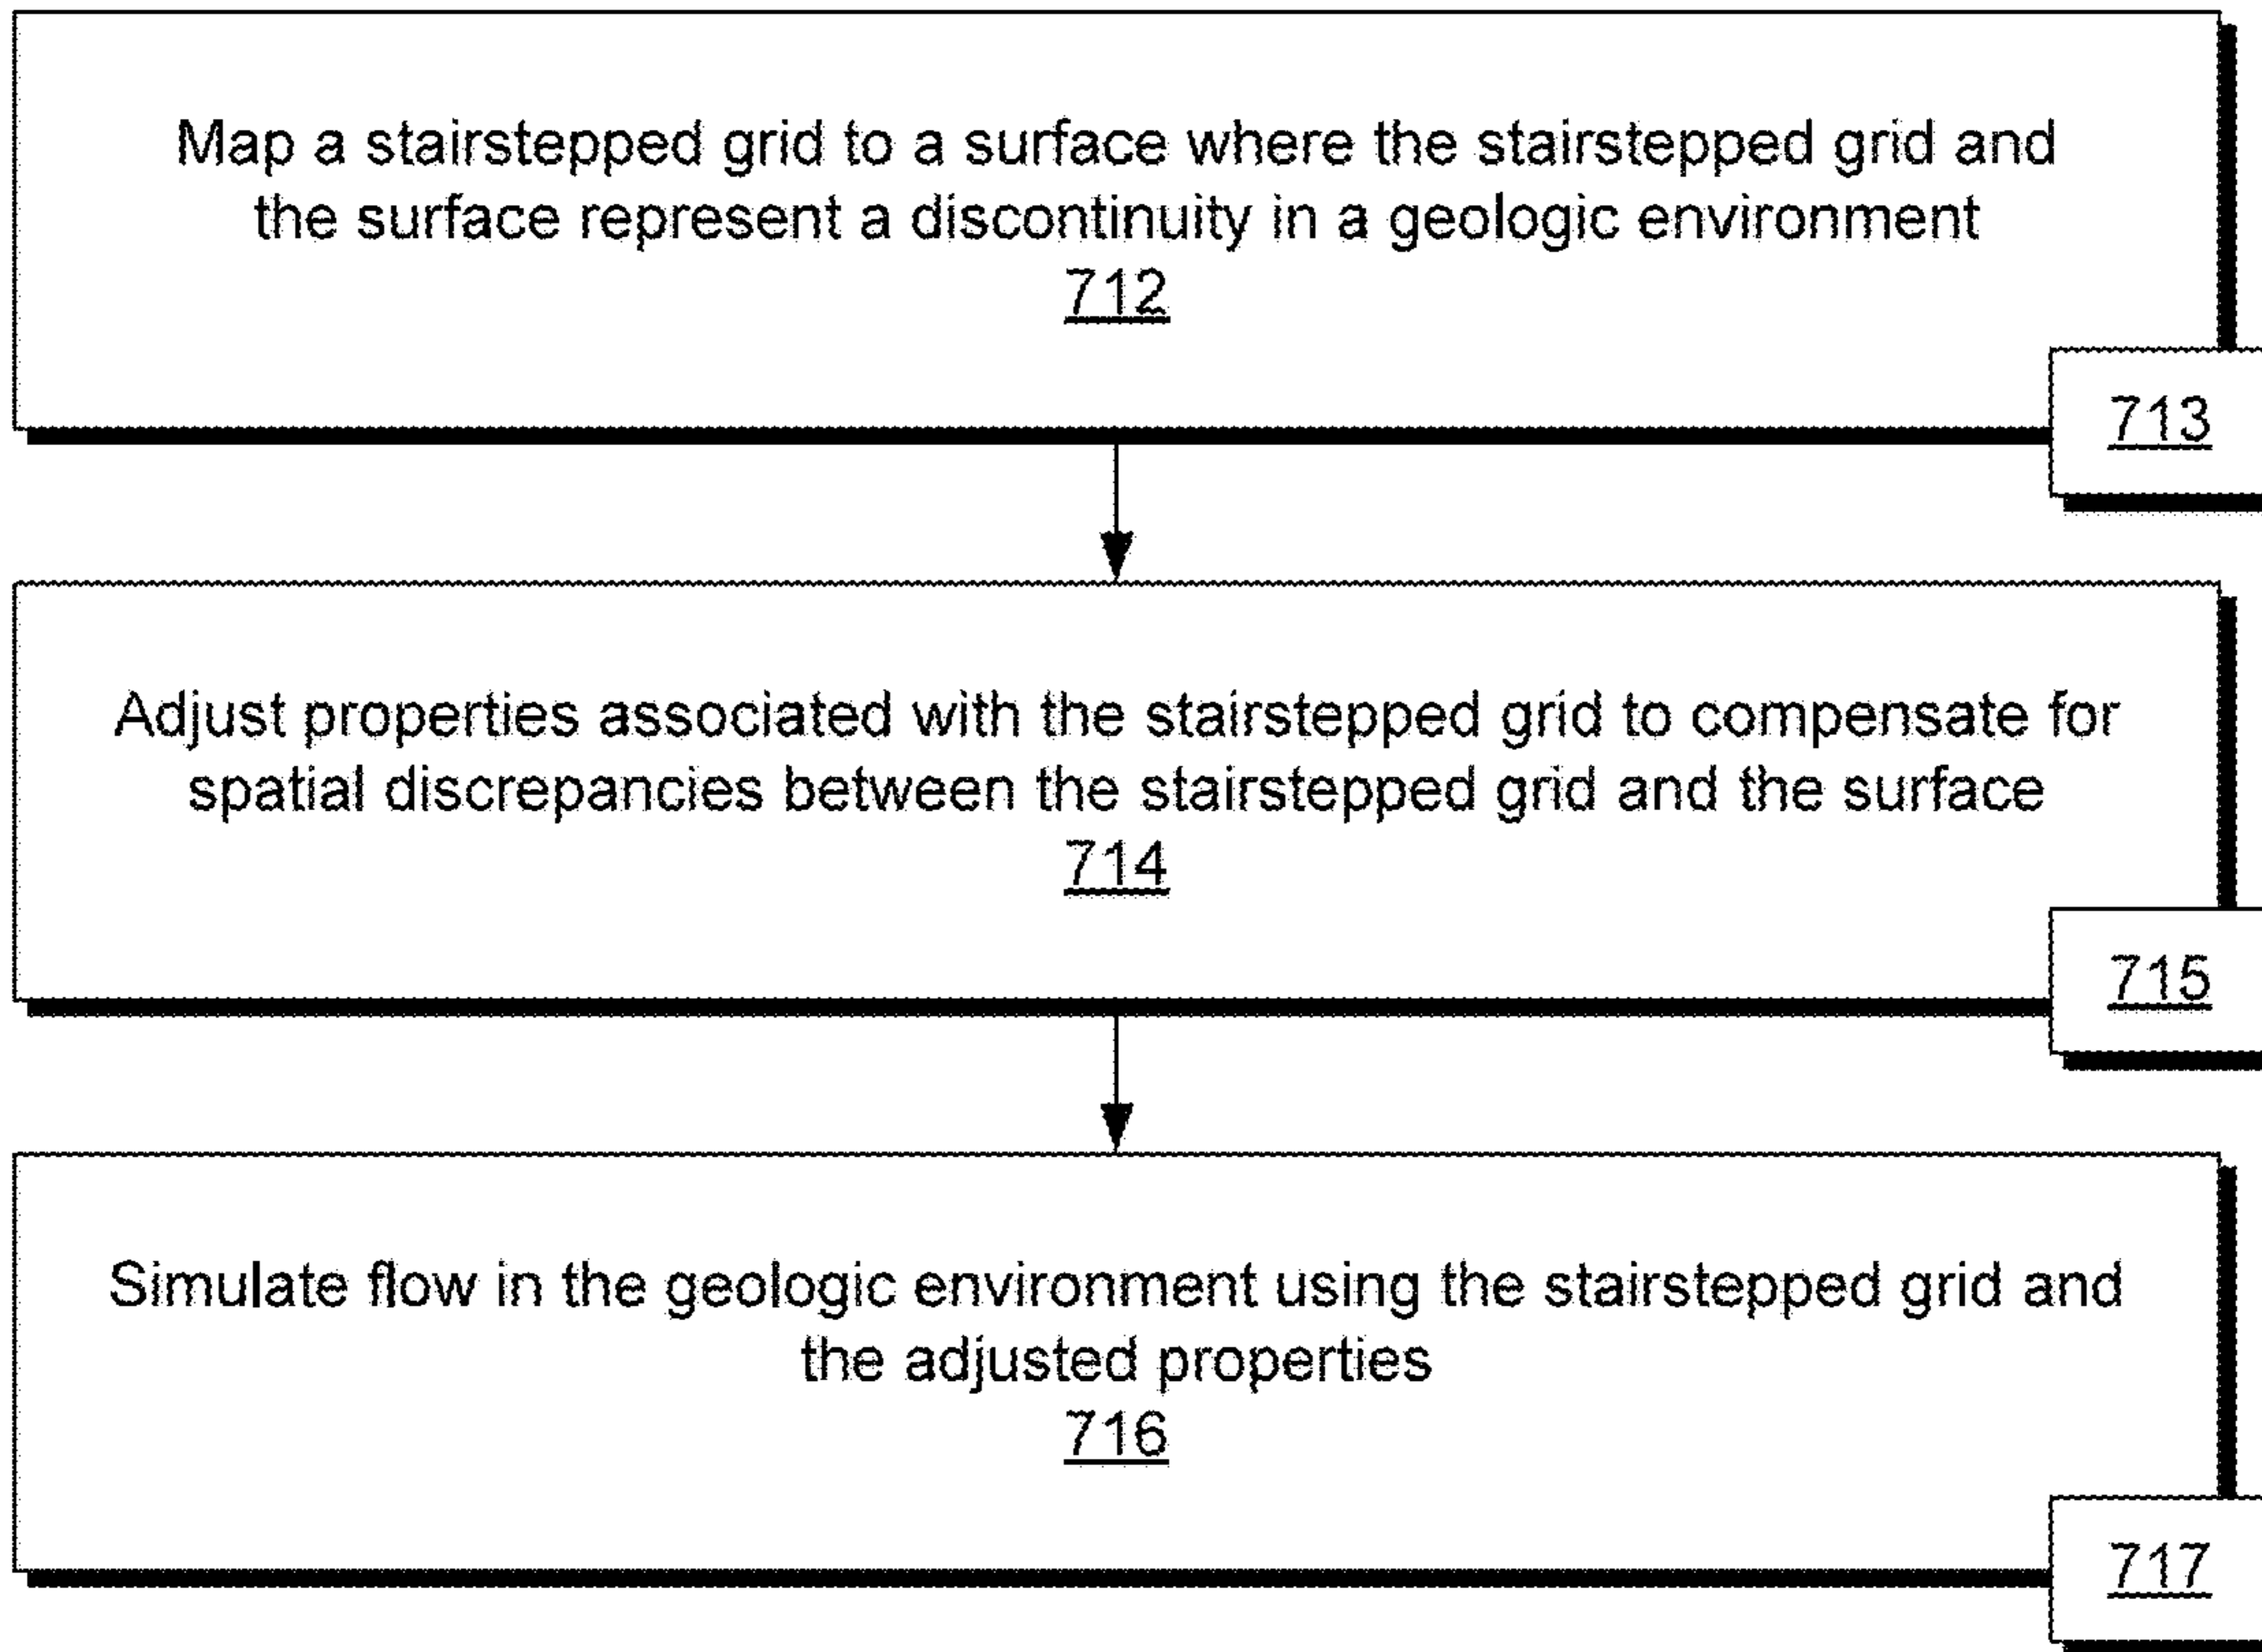 Map a stairstepped grid to a surface where the stairstepped grid and
the surface represent a discontinuity in a geologic environment
712
713
Adjust properties associated with the stairstepped grid to compensate for
spatial discrepancies between the stairstepped grid and the surface
714
715
Simulate flow in the geologic environment using the stairstepped grid and
the adjusted properties
716
717